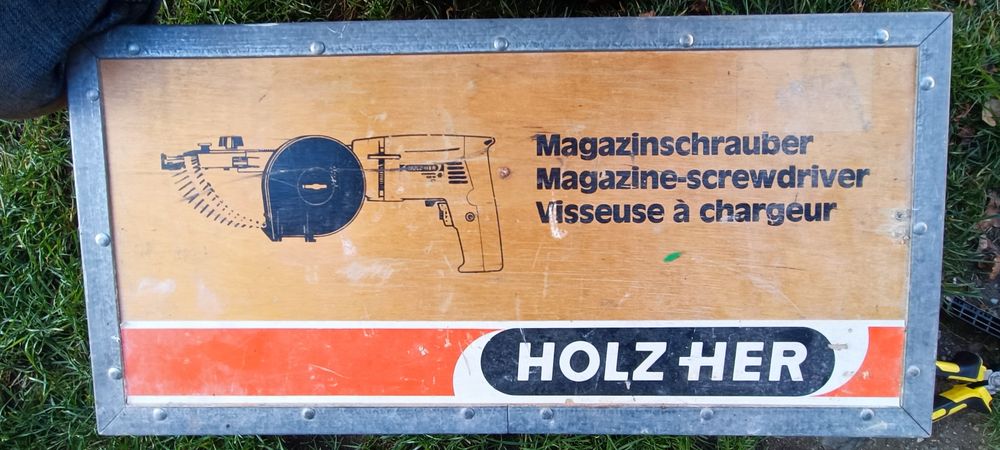 Magazinschrauber
Magazine-screwdriver
Visseuse à chargeur
HOLZ-HER